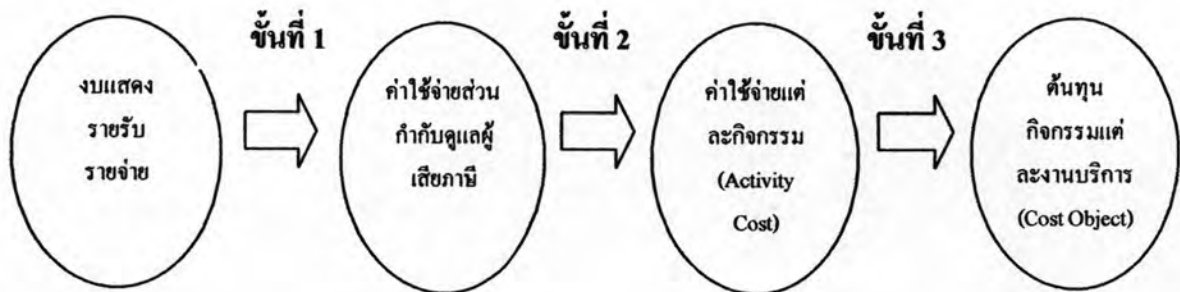 ขั้นที่ 1
ขั้นที่ 2
ขั้นที่ 3
งบแสดง
รายรับ
รายจ่าย
ค่าใช้จ่ายส่วน
กำกับดูแลผู้
เสียภาษี
ค่าใช้จ่ายแต่
ละกิจกรรม
(Activity
Cost)
ต้นทุน
กิจกรรมแต่
ละงานบริการ
(Cost Object)